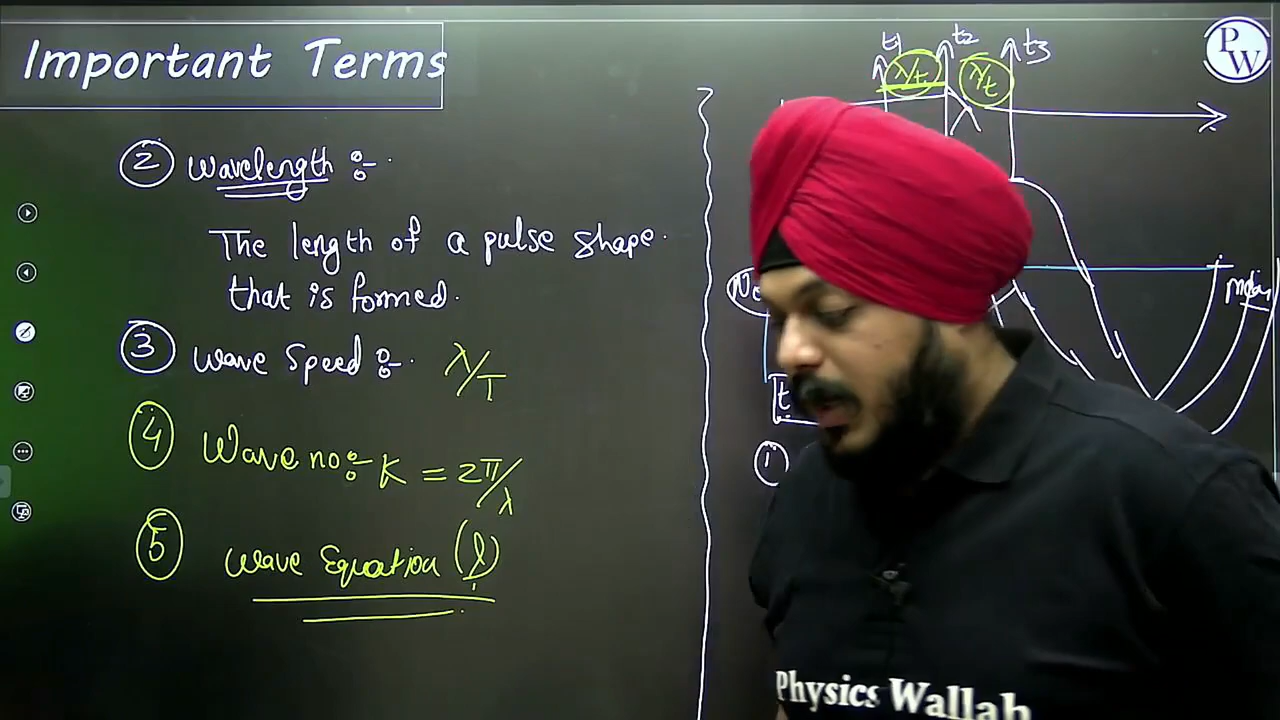 Important Terms
② Wavelength :-
The length of a pulse shape.
that is formed.
③ Wave Speed :- λ/T
④ Wave no :- K = 2π/λ
⑤ Wave Equation
t1
t2
t3
λ/t
λ/t
①
PW
Physics Wallah